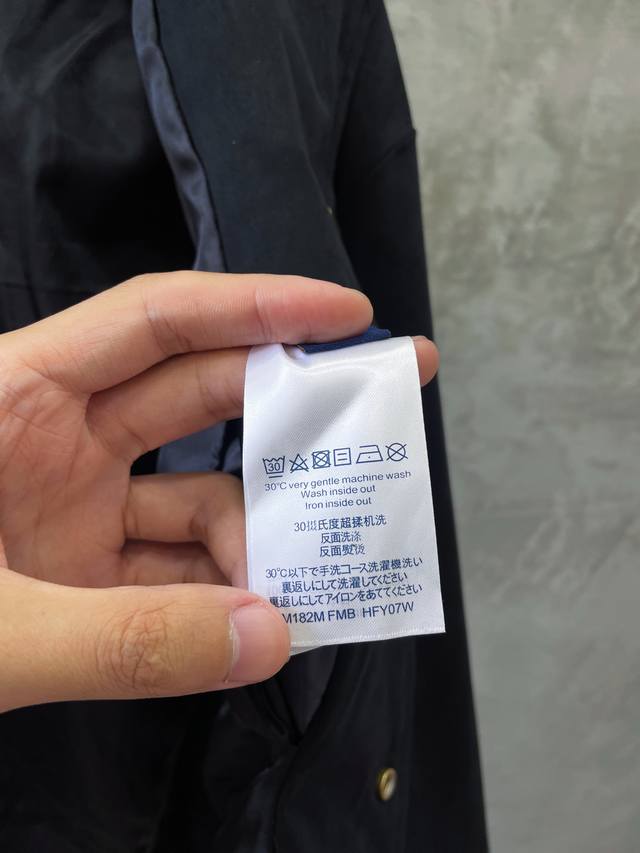 30
30°C very gentle machine wash
Wash inside out
Iron inside out
30摄氏度超揉机洗
反面洗涤
反面熨烫
30℃以下で手洗コース洗濯機洗い
裏返しにして洗濯してください
裏返しにしてアイロンをあててください
M182M FMB HFY07W